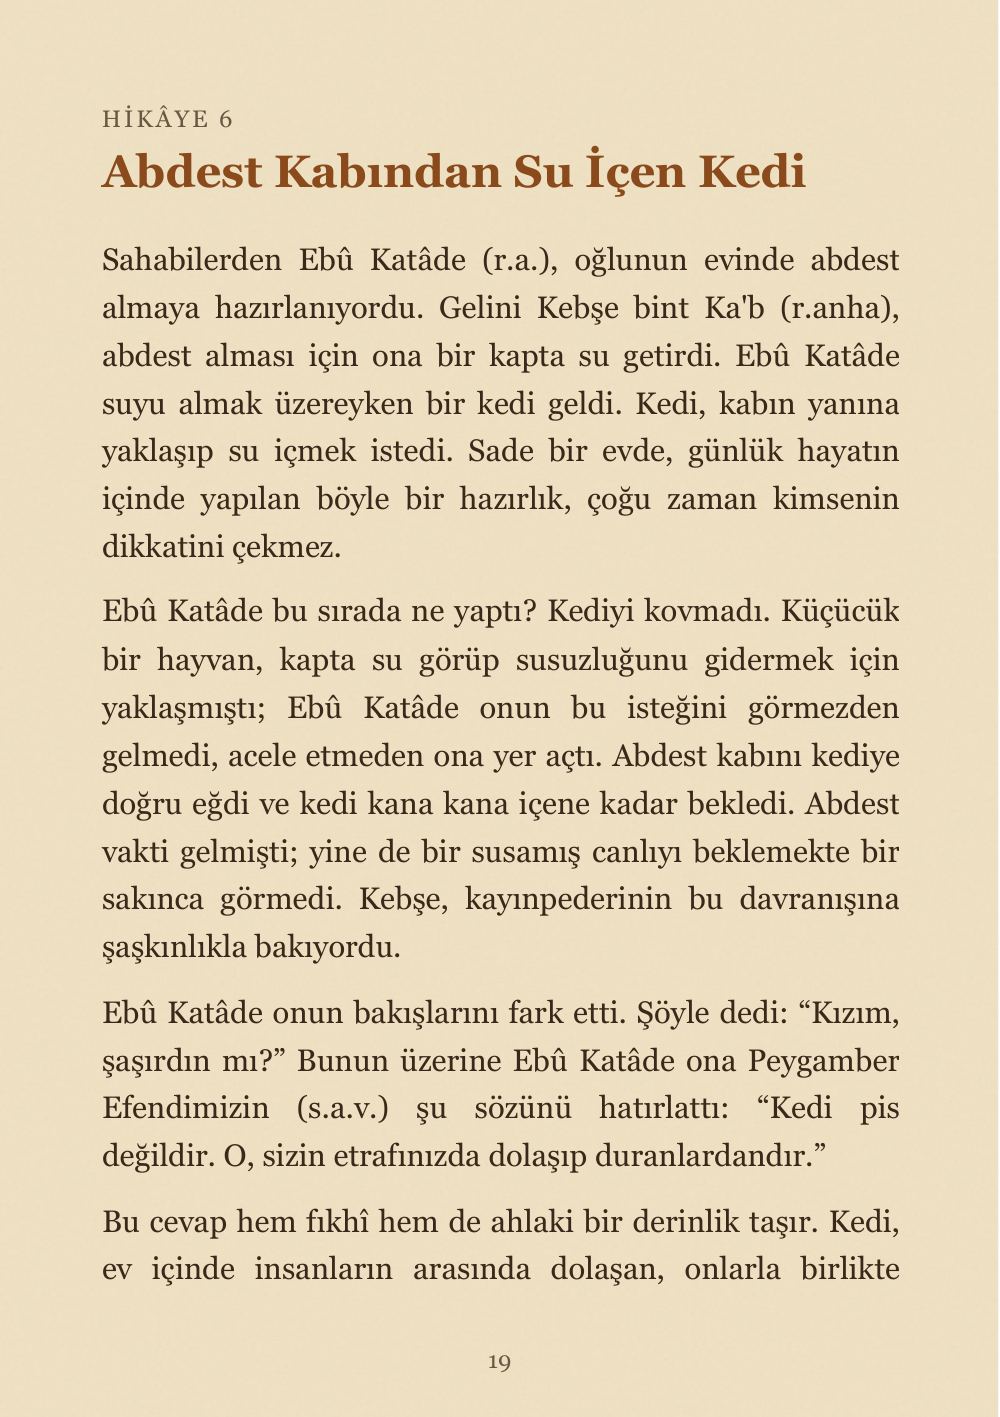 HİKÂYE 6
Abdest Kabından Su İçen Kedi
Sahabilerden Ebû Katâde (r.a.), oğlunun evinde abdest
almaya hazırlanıyordu. Gelini Kebşe bint Ka'b (r.anha),
abdest alması için ona bir kapta su getirdi. Ebû Katâde
suyu almak üzereyken bir kedi geldi. Kedi, kabın yanına
yaklaşıp su içmek istedi. Sade bir evde, günlük hayatın
içinde yapılan böyle bir hazırlık, çoğu zaman kimsenin
dikkatini çekmez.
Ebû Katâde bu sırada ne yaptı? Kediyi kovmadı. Küçücük
bir hayvan, kapta su görüp susuzluğunu gidermek için
yaklaşmıştı; Ebû Katâde onun bu isteğini görmezden
gelmedi, acele etmeden ona yer açtı. Abdest kabını kediye
doğru eğdi ve kedi kana kana içene kadar bekledi. Abdest
vakti gelmişti; yine de bir susamış canlıyı beklemekte bir
sakınca görmedi. Kebşe, kayınpederinin bu davranışına
şaşkınlıkla bakıyordu.
Ebû Katâde onun bakışlarını fark etti. Şöyle dedi: “Kızım,
şaşırdın mı?” Bunun üzerine Ebû Katâde ona Peygamber
Efendimizin (s.a.v.) şu sözünü hatırlattı: “Kedi pis
değildir. O, sizin etrafınızda dolaşıp duranlardandır.”
Bu cevap hem fıkhî hem de ahlaki bir derinlik taşır. Kedi,
ev içinde insanların arasında dolaşan, onlarla birlikte
19